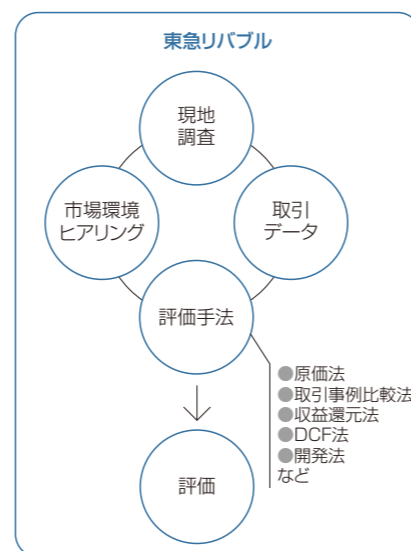 東急リバブル
現地
調査
市場環境
ヒアリング
取引
データ
評価手法
●原価法
●取引事例比較法
●収益還元法
●DCF法
●開発法
など
評価